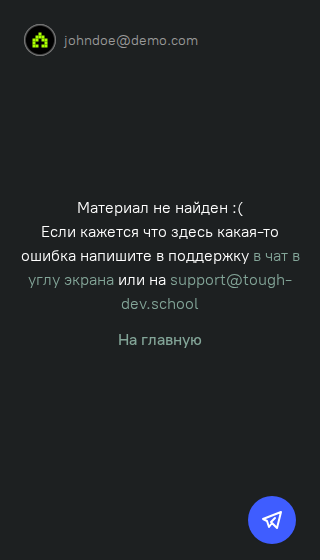 johndoe@demo.com
Материал не найден :(
Если кажется что здесь какая-то
ошибка напишите в поддержку в чат в
углу экрана или на support@tough-
dev.school
На главную